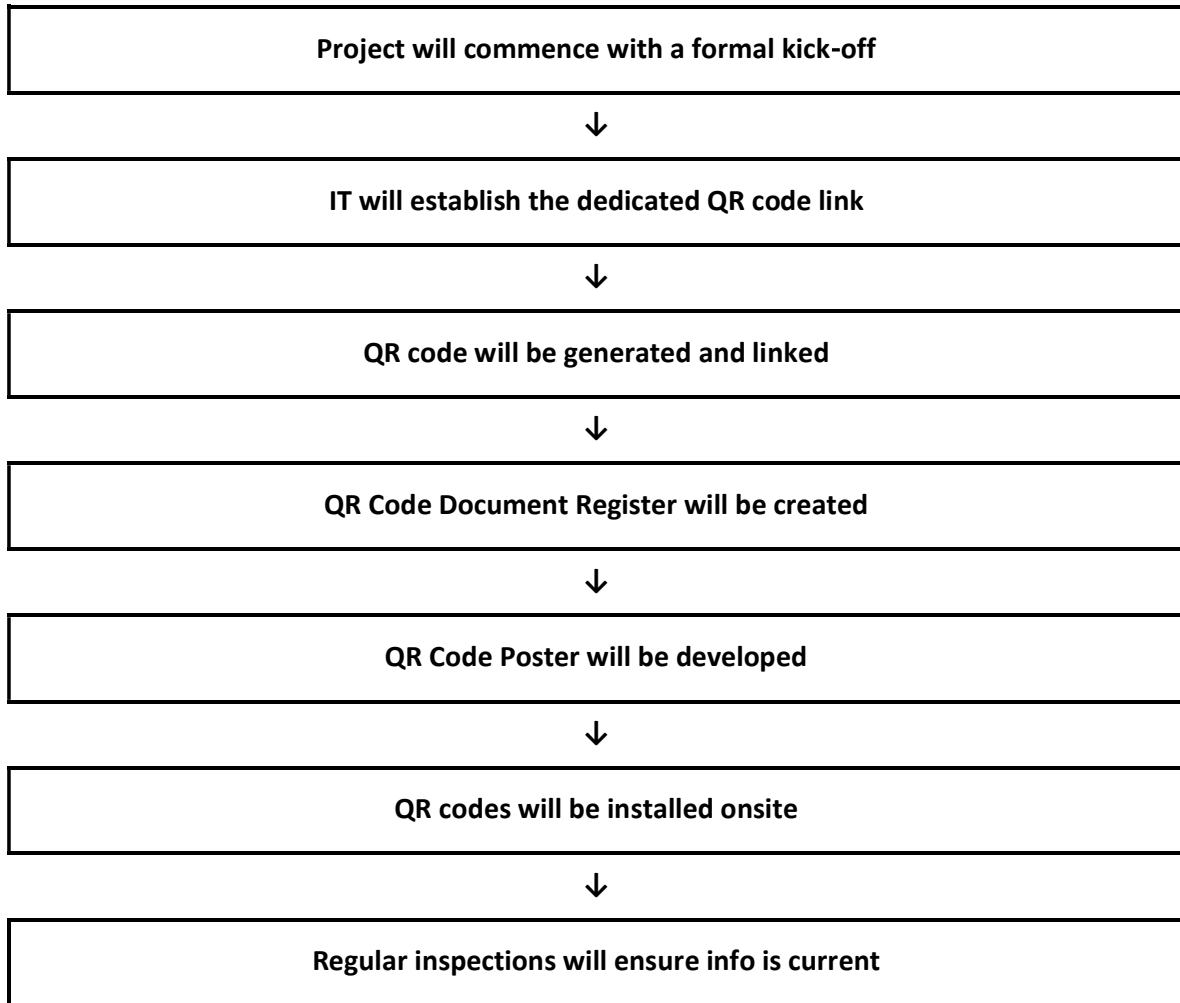 Project will commence with a formal kick-off
↓
IT will establish the dedicated QR code link
↓
QR code will be generated and linked
↓
QR Code Document Register will be created
↓
QR Code Poster will be developed
↓
QR codes will be installed onsite
↓
Regular inspections will ensure info is current